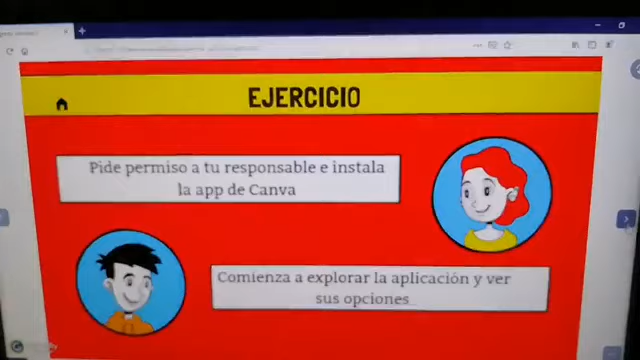 EJERCICIO
Pide permiso a tu responsable e instala
la app de Canva
Comienza a explorar la aplicación y ver
sus opciones